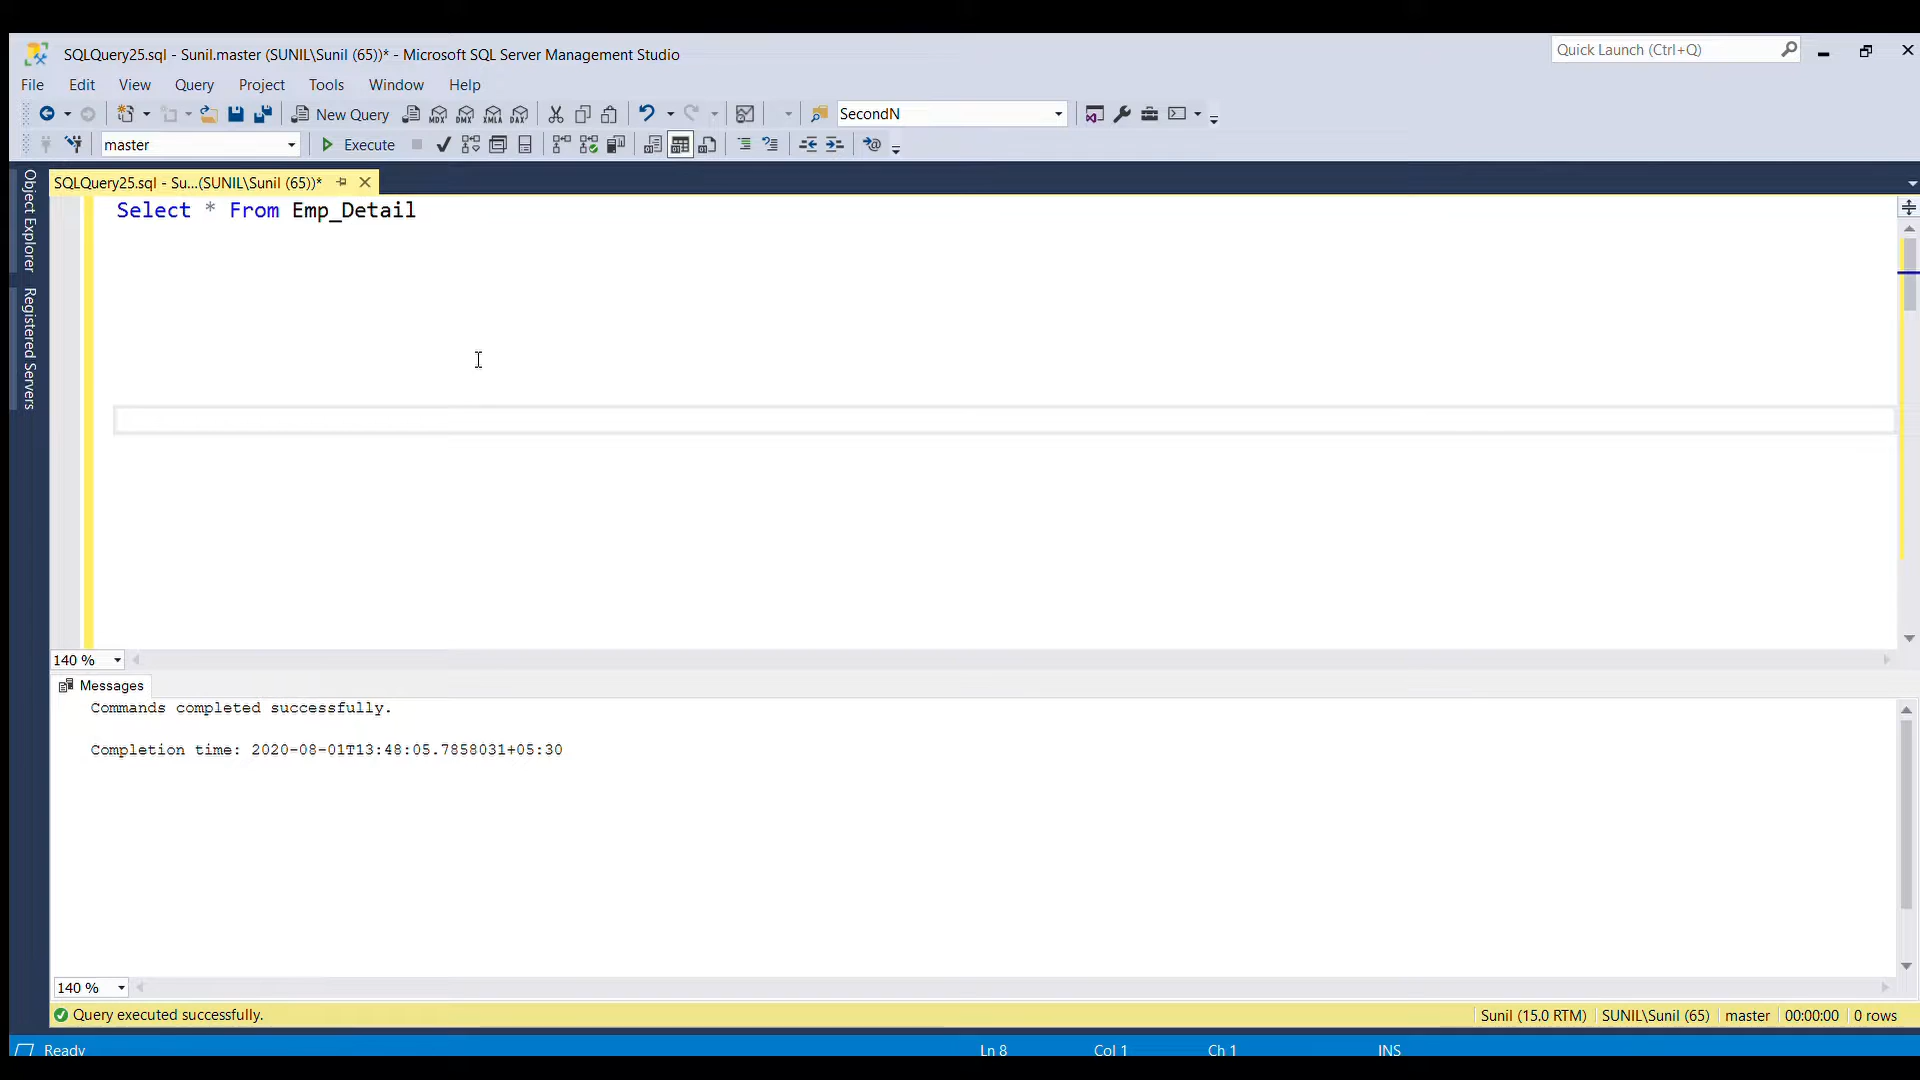 SQLQuery25.sql - Sunil.master (SUNIL\Sunil (65))* - Microsoft SQL Server Management Studio
Quick Launch (Ctrl+Q)
File Edit View Query Project Tools Window Help
New Query MDX DMX XMLA DAX SecondN
master Execute
SQLQuery25.sql - Su...(SUNIL\Sunil (65))*
Object Explorer
Registered Servers
Select * From Emp_Detail
140 %
Messages
Commands completed successfully.
Completion time: 2020-08-01T13:48:05.7858031+05:30
140 %
Query executed successfully. Sunil (15.0 RTM) SUNIL\Sunil (65) master 00:00:00 0 rows
Ready Ln 8 Col 1 Ch 1 INS